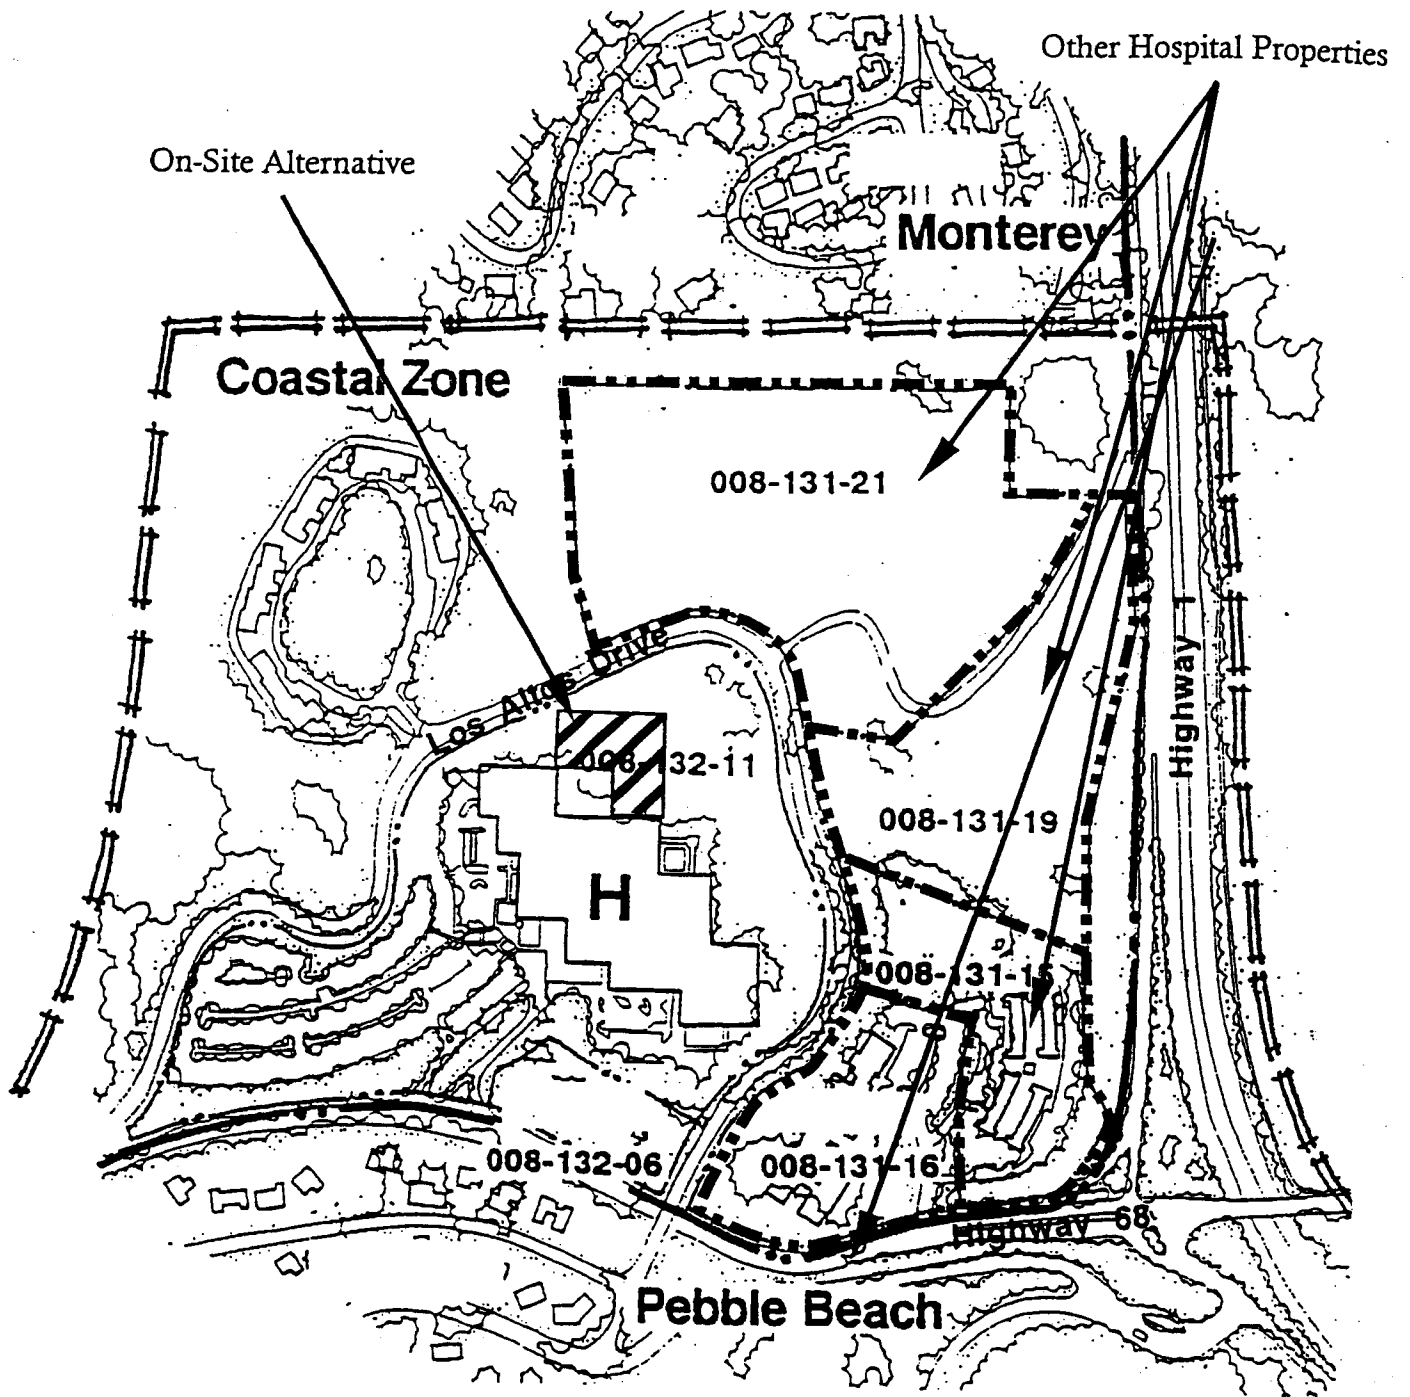 Other Hospital Properties
On-Site Alternative
Monterey
Coastal Zone
008-131-21
Los Altos Drive
Highway 1
008-132-11
008-131-19
H
008-131-15
008-132-06
008-131-16
Highway 68
Pebble Beach